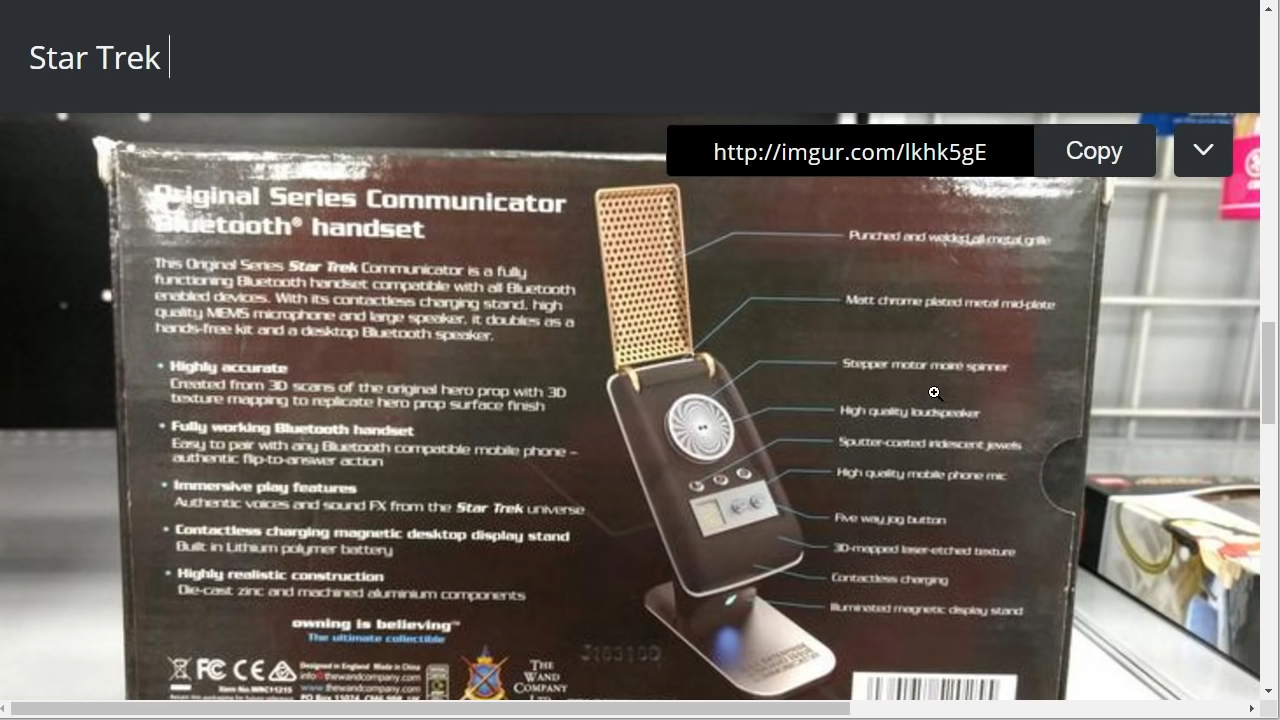 Star Trek
http://imgur.com/lkhk5gE
Copy
Original Series Communicator
Bluetooth® handset
This Original Series Star Trek Communicator is a fully
functioning Bluetooth handset compatible with all Bluetooth
enabled devices. With its contactless charging stand, high
quality MEMS microphone and large speaker, it doubles as a
hands-free kit and a desktop Bluetooth speaker.
• Highly accurate
Created from 3D scans of the original hero prop with 3D
texture mapping to replicate hero prop surface finish
• Fully working Bluetooth handset
Easy to pair with any Bluetooth compatible mobile phone –
authentic flip-to-answer action
• Immersive play features
Authentic voices and sound FX from the Star Trek universe
• Contactless charging magnetic desktop display stand
Built in Lithium polymer battery
• Highly realistic construction
Die-cast zinc and machined aluminium components
owning is believing™
The ultimate collectible
Punched and welded all-metal grille
Matt chrome plated metal mid-plate
Stepper motor moiré spinner
High quality loudspeaker
Sputter-coated iridescent jewels
High quality mobile phone mic
Five way jog button
3D-mapped laser-etched texture
Contactless charging
Illuminated magnetic display stand
J16310D
FC CE
Item No. WRC11215
Designed in England Made in China
info@thewandcompany.com
www.thewandcompany.com
THE
WAND
COMPANY